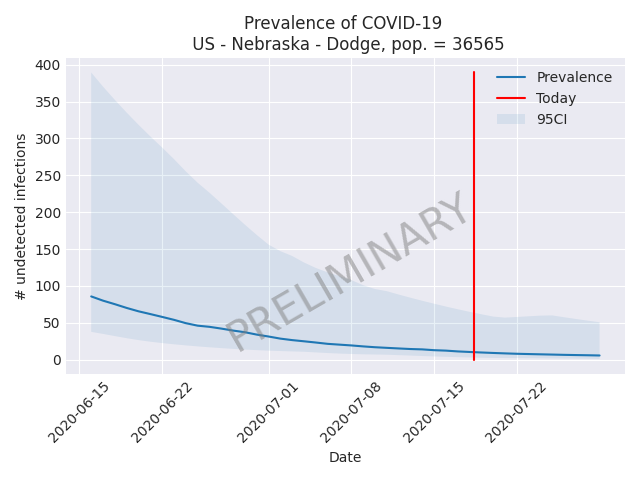 Prevalence of COVID-19
US - Nebraska - Dodge, pop. = 36565
400
350
300
250
200
150
100
50
0
# undetected infections
Prevalence
Today
95CI
PRELIMINARY
2020-06-15
2020-06-22
2020-07-01
2020-07-08
2020-07-15
2020-07-22
Date